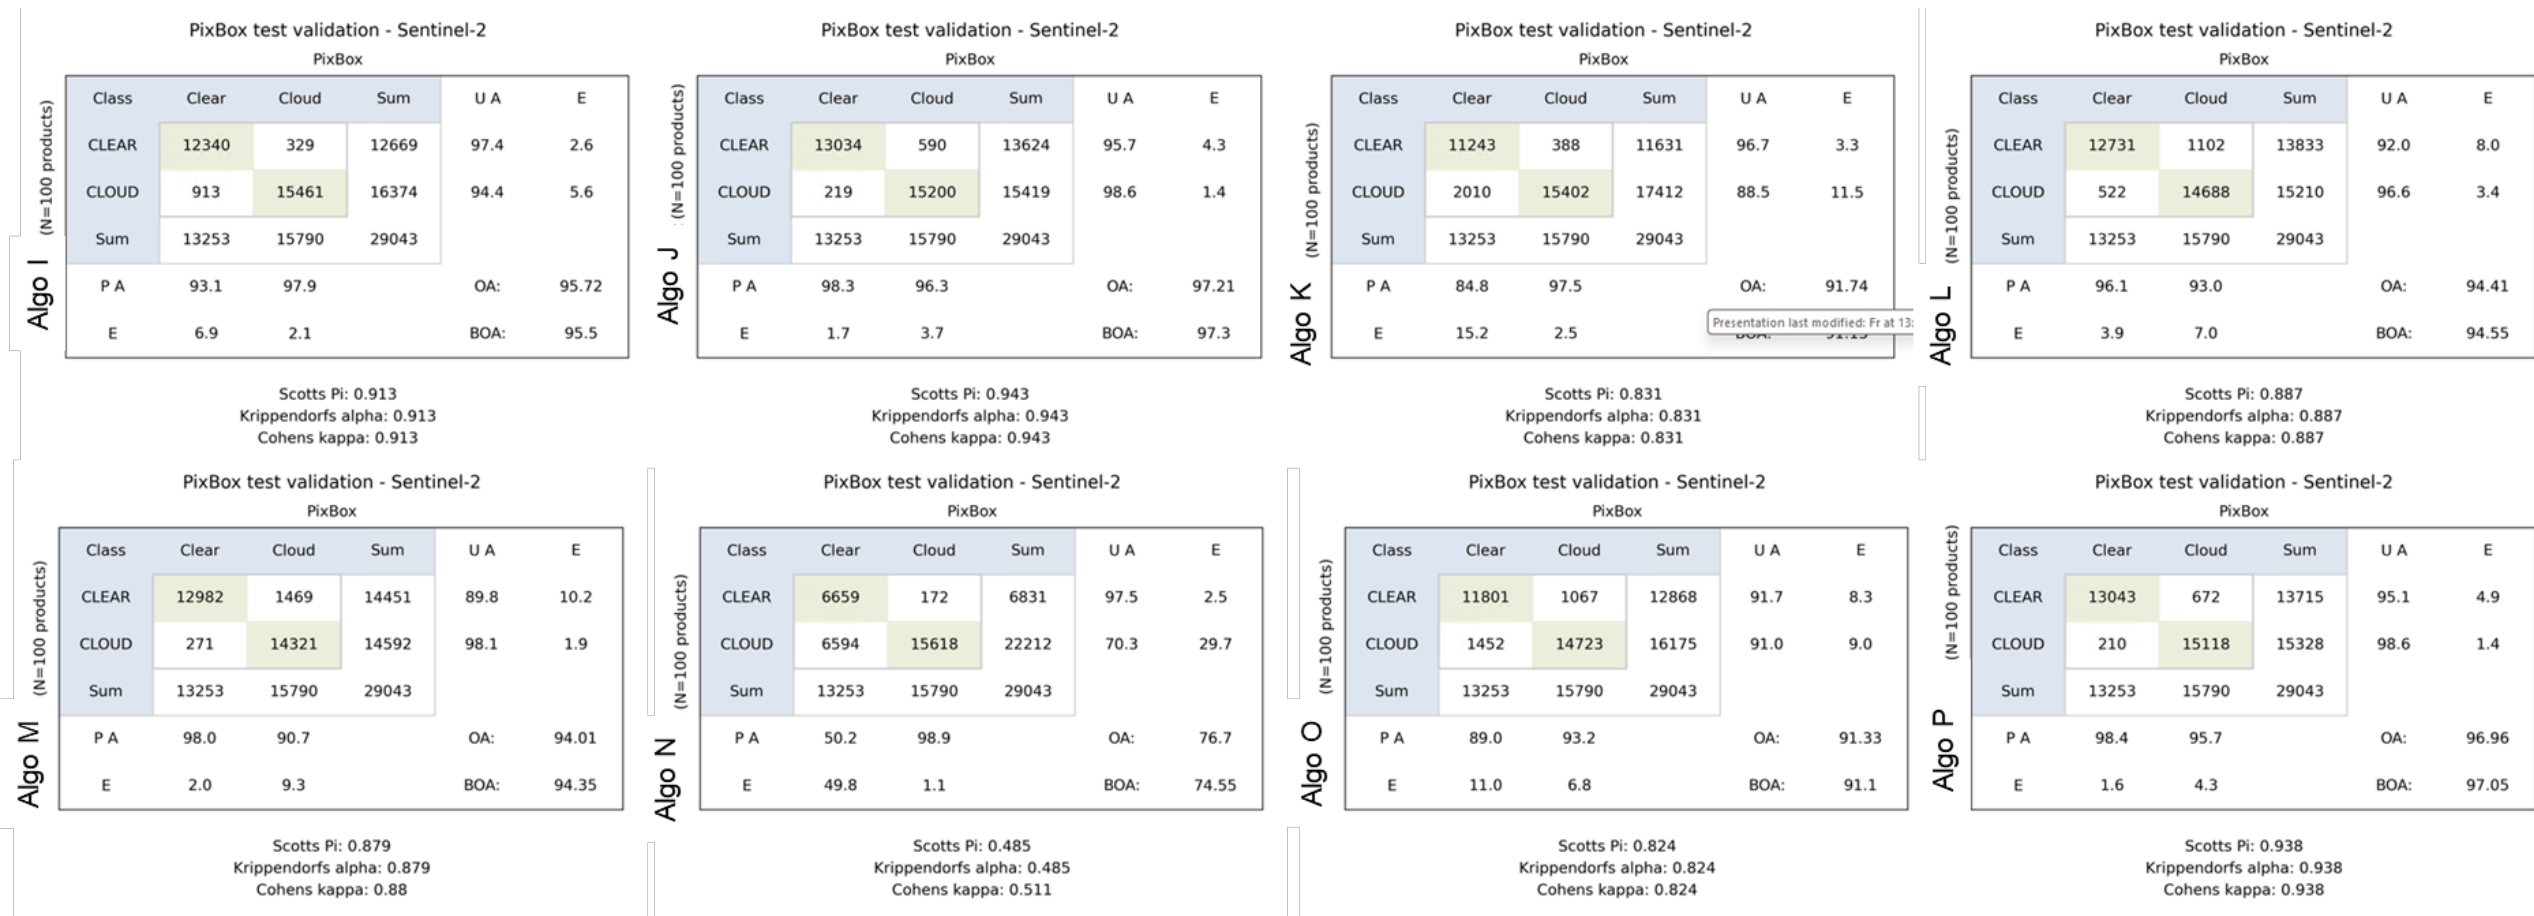 PixBox test validation - Sentinel-2
PixBox
Algo I
(N=100 products)
Class Clear Cloud Sum U A E
CLEAR 12340 329 12669 97.4 2.6
CLOUD 913 15461 16374 94.4 5.6
Sum 13253 15790 29043
P A 93.1 97.9 OA: 95.72
E 6.9 2.1 BOA: 95.5
Scotts Pi: 0.913
Krippendorfs alpha: 0.913
Cohens kappa: 0.913
PixBox test validation - Sentinel-2
PixBox
Algo J
(N=100 products)
Class Clear Cloud Sum U A E
CLEAR 13034 590 13624 95.7 4.3
CLOUD 219 15200 15419 98.6 1.4
Sum 13253 15790 29043
P A 98.3 96.3 OA: 97.21
E 1.7 3.7 BOA: 97.3
Scotts Pi: 0.943
Krippendorfs alpha: 0.943
Cohens kappa: 0.943
PixBox test validation - Sentinel-2
PixBox
Algo K
(N=100 products)
Class Clear Cloud Sum U A E
CLEAR 11243 388 11631 96.7 3.3
CLOUD 2010 15402 17412 88.5 11.5
Sum 13253 15790 29043
P A 84.8 97.5 OA: 91.74
Presentation last modified: Fr at 13:
E 15.2 2.5
Scotts Pi: 0.831
Krippendorfs alpha: 0.831
Cohens kappa: 0.831
PixBox test validation - Sentinel-2
PixBox
Algo L
(N=100 products)
Class Clear Cloud Sum U A E
CLEAR 12731 1102 13833 92.0 8.0
CLOUD 522 14688 15210 96.6 3.4
Sum 13253 15790 29043
P A 96.1 93.0 OA: 94.41
E 3.9 7.0 BOA: 94.55
Scotts Pi: 0.887
Krippendorfs alpha: 0.887
Cohens kappa: 0.887
PixBox test validation - Sentinel-2
PixBox
Algo M
(N=100 products)
Class Clear Cloud Sum U A E
CLEAR 12982 1469 14451 89.8 10.2
CLOUD 271 14321 14592 98.1 1.9
Sum 13253 15790 29043
P A 98.0 90.7 OA: 94.01
E 2.0 9.3 BOA: 94.35
Scotts Pi: 0.879
Krippendorfs alpha: 0.879
Cohens kappa: 0.88
PixBox test validation - Sentinel-2
PixBox
Algo N
(N=100 products)
Class Clear Cloud Sum U A E
CLEAR 6659 172 6831 97.5 2.5
CLOUD 6594 15618 22212 70.3 29.7
Sum 13253 15790 29043
P A 50.2 98.9 OA: 76.7
E 49.8 1.1 BOA: 74.55
Scotts Pi: 0.485
Krippendorfs alpha: 0.485
Cohens kappa: 0.511
PixBox test validation - Sentinel-2
PixBox
Algo O
(N=100 products)
Class Clear Cloud Sum U A E
CLEAR 11801 1067 12868 91.7 8.3
CLOUD 1452 14723 16175 91.0 9.0
Sum 13253 15790 29043
P A 89.0 93.2 OA: 91.33
E 11.0 6.8 BOA: 91.1
Scotts Pi: 0.824
Krippendorfs alpha: 0.824
Cohens kappa: 0.824
PixBox test validation - Sentinel-2
PixBox
Algo P
(N=100 products)
Class Clear Cloud Sum U A E
CLEAR 13043 672 13715 95.1 4.9
CLOUD 210 15118 15328 98.6 1.4
Sum 13253 15790 29043
P A 98.4 95.7 OA: 96.96
E 1.6 4.3 BOA: 97.05
Scotts Pi: 0.938
Krippendorfs alpha: 0.938
Cohens kappa: 0.938